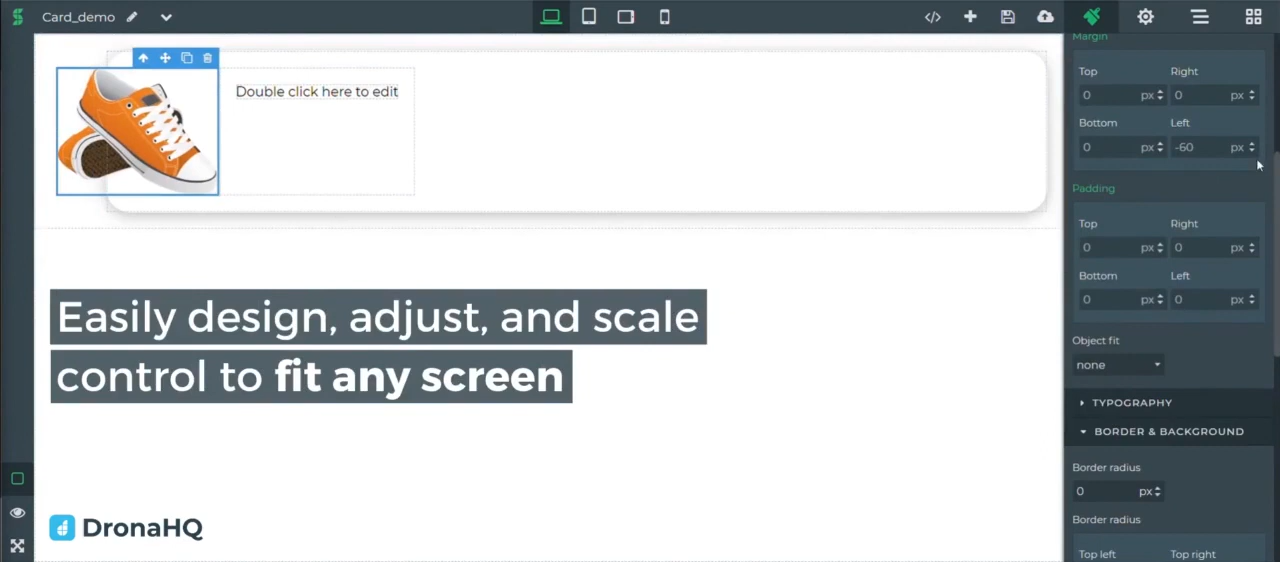 Card_demo
Margin
Top Right
0 px 0 px
Bottom Left
0 px -60 px
Double click here to edit
Padding
Top Right
0 px 0 px
Bottom Left
0 px 0 px
Easily design, adjust, and scale
control to fit any screen
Object fit
none
TYPOGRAPHY
BORDER & BACKGROUND
Border radius
0 px
Border radius
Top left Top right
DronaHQ